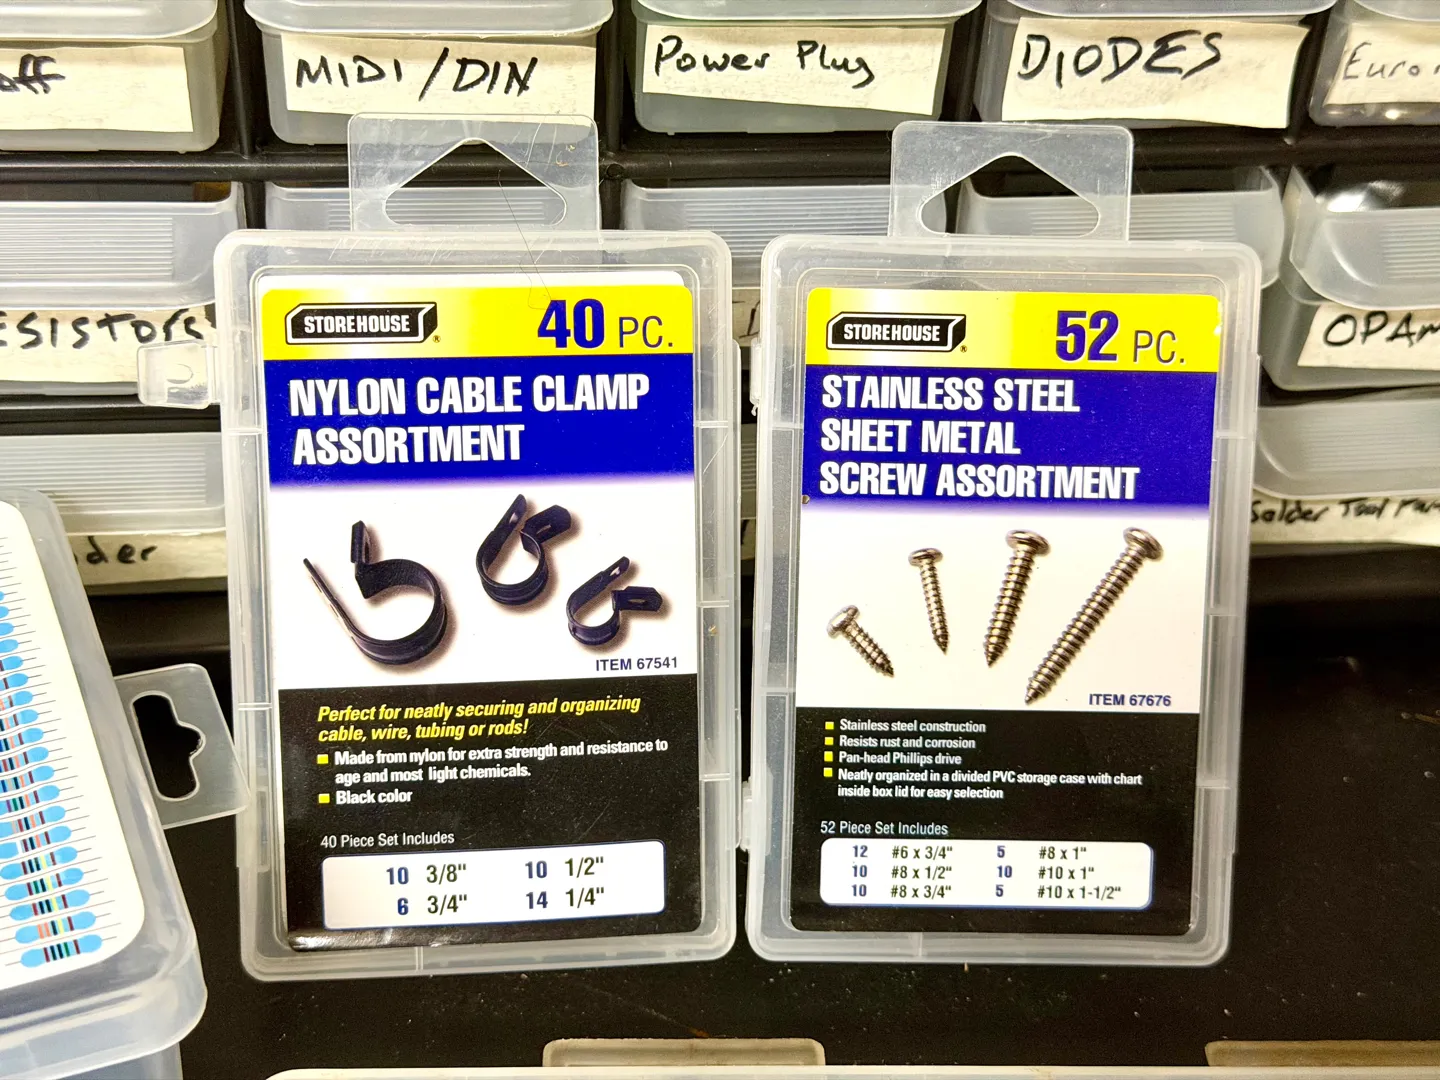 MIDI/DIN
Power Plug
DIODES
STOREHOUSE®
40 PC.
NYLON CABLE CLAMP
ASSORTMENT
ITEM 67541
Perfect for neatly securing and organizing
cable, wire, tubing or rods!
Made from nylon for extra strength and resistance to
age and most light chemicals.
Black color
40 Piece Set Includes
10 3/8" 10 1/2"
6 3/4" 14 1/4"
STOREHOUSE®
52 PC.
STAINLESS STEEL
SHEET METAL
SCREW ASSORTMENT
ITEM 67676
Stainless steel construction
Resists rust and corrosion
Pan-head Phillips drive
Neatly organized in a divided PVC storage case with chart
inside box lid for easy selection
52 Piece Set Includes
12 #6 x 3/4" 5 #8 x 1"
10 #8 x 1/2" 10 #10 x 1"
10 #8 x 3/4" 5 #10 x 1-1/2"
Solder Tool